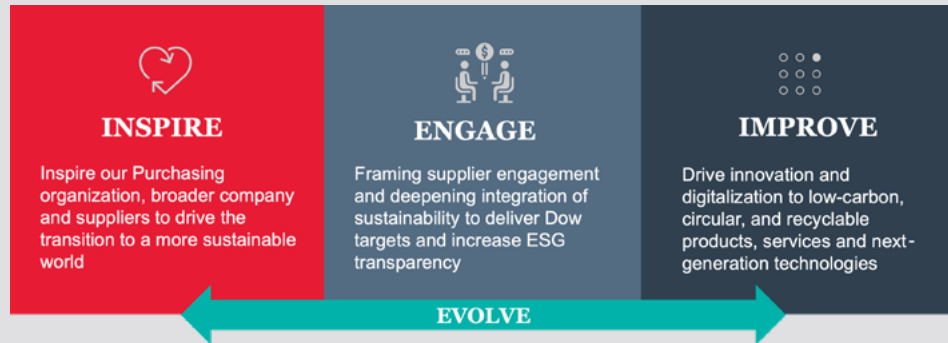 INSPIRE
Inspire our Purchasing
organization, broader company
and suppliers to drive the
transition to a more sustainable
world
ENGAGE
Framing supplier engagement
and deepening integration of
sustainability to deliver Dow
targets and increase ESG
transparency
IMPROVE
Drive innovation and
digitalization to low-carbon,
circular, and recyclable
products, services and next-
generation technologies
EVOLVE